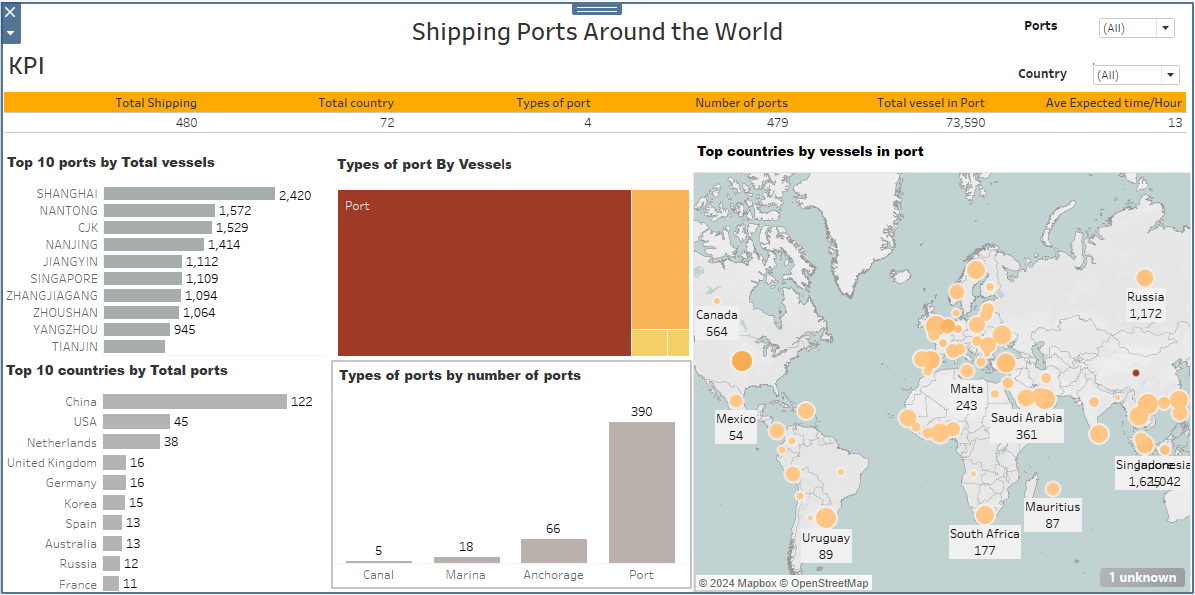 Shipping Ports Around the World
Ports
(All)
KPI
Country
(All)
Total Shipping Total country Types of port Number of ports Total vessel in Port Ave Expected time/Hour
480 72 4 479 73,590 13
Top 10 ports by Total vessels
SHANGHAI 2,420
NANTONG 1,572
CJK 1,529
NANJING 1,414
JIANGYIN 1,112
SINGAPORE 1,109
ZHANGJIAGANG 1,094
ZHOUSHAN 1,064
YANGZHOU 945
TIANJIN
Types of port By Vessels
Port
Top countries by vessels in port
Canada
564
Russia
1,172
Malta
243
Mexico
54
Saudi Arabia
361
Singapore
Indonesia
Mauritius
87
Uruguay
89
South Africa
177
© 2024 Mapbox © OpenStreetMap
1 unknown
Top 10 countries by Total ports
China 122
USA 45
Netherlands 38
United Kingdom 16
Germany 16
Korea 15
Spain 13
Australia 13
Russia 12
France 11
Types of ports by number of ports
5
18
66
390
Canal Marina Anchorage Port